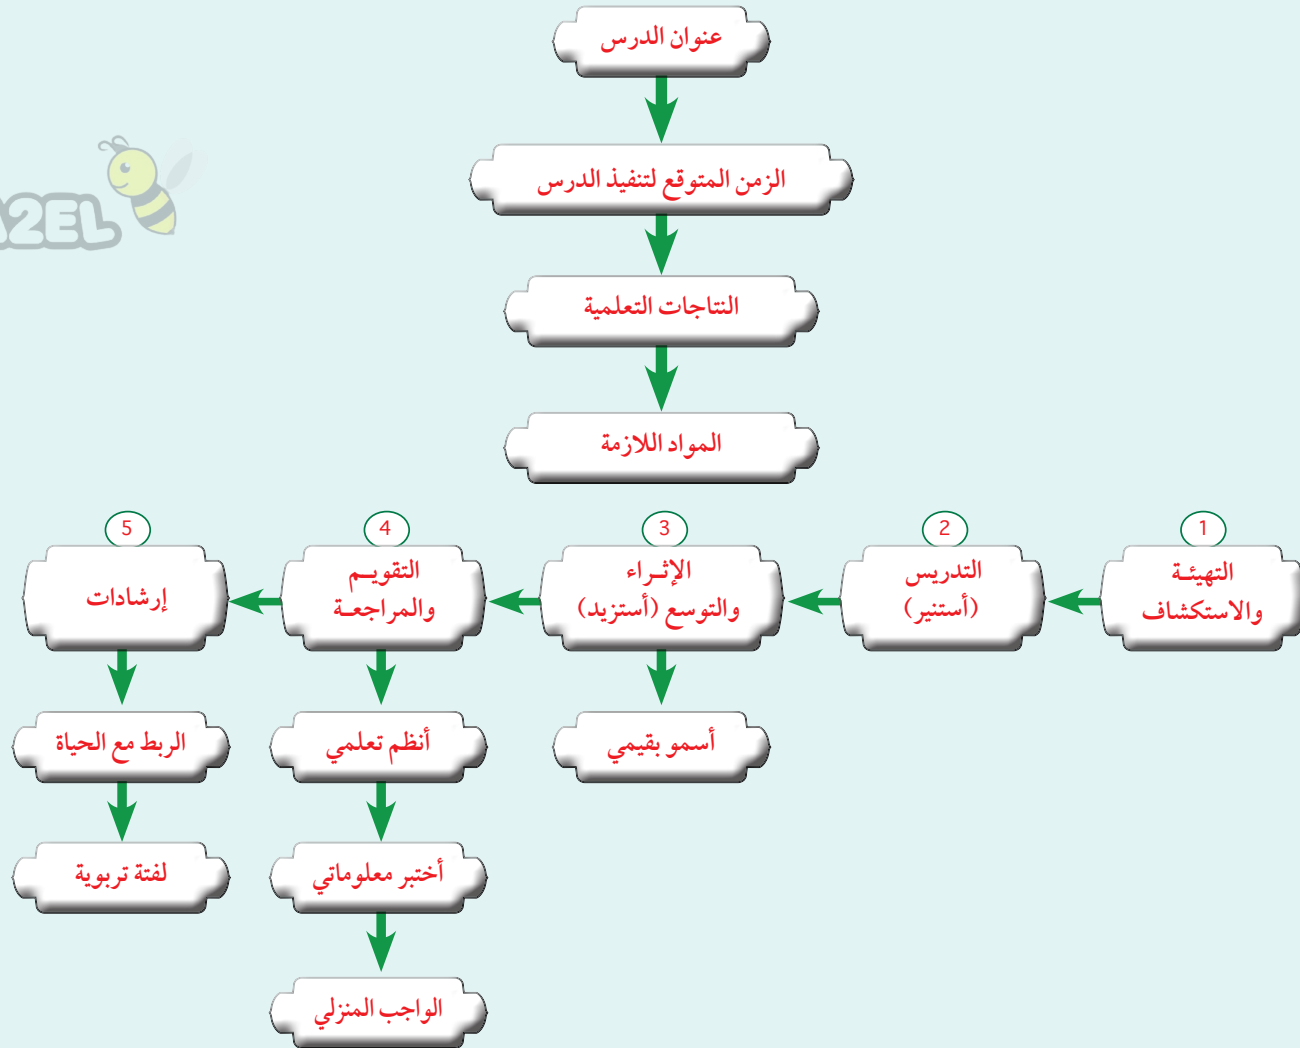 عنوان الدرس
الزمن المتوقع لتنفيذ الدرس
النتاجات التعلمية
المواد اللازمة
1
التهيئـة
والاستكشاف
2
التدريس
(أستنير)
3
الإثـراء
والتوسع (أستزيد)
4
التقويـم
والمراجعـة
5
إرشادات
أسمو بقيمي
أنظم تعلمي
الربط مع الحياة
أختبر معلوماتي
لفتة تربوية
الواجب المنزلي